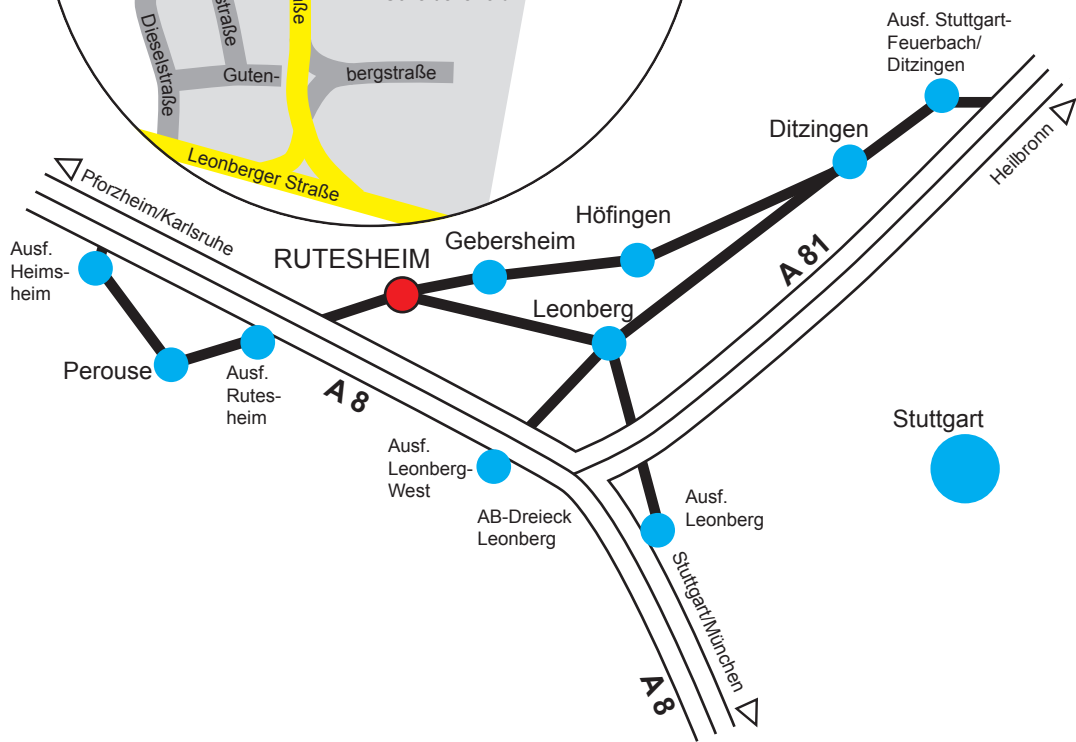 straße
aße
Dieselstraße
Guten-
bergstraße
Leonberger Straße
Ausf. Stuttgart-
Feuerbach/
Ditzingen
Ditzingen
Heilbronn
Pforzheim/Karlsruhe
Höfingen
Gebersheim
RUTESHEIM
A 81
Ausf.
Heims-
heim
Leonberg
Perouse
Ausf.
Rutes-
heim
A 8
Stuttgart
Ausf.
Leonberg-
West
Ausf.
Leonberg
AB-Dreieck
Leonberg
Stuttgart/München
A 8